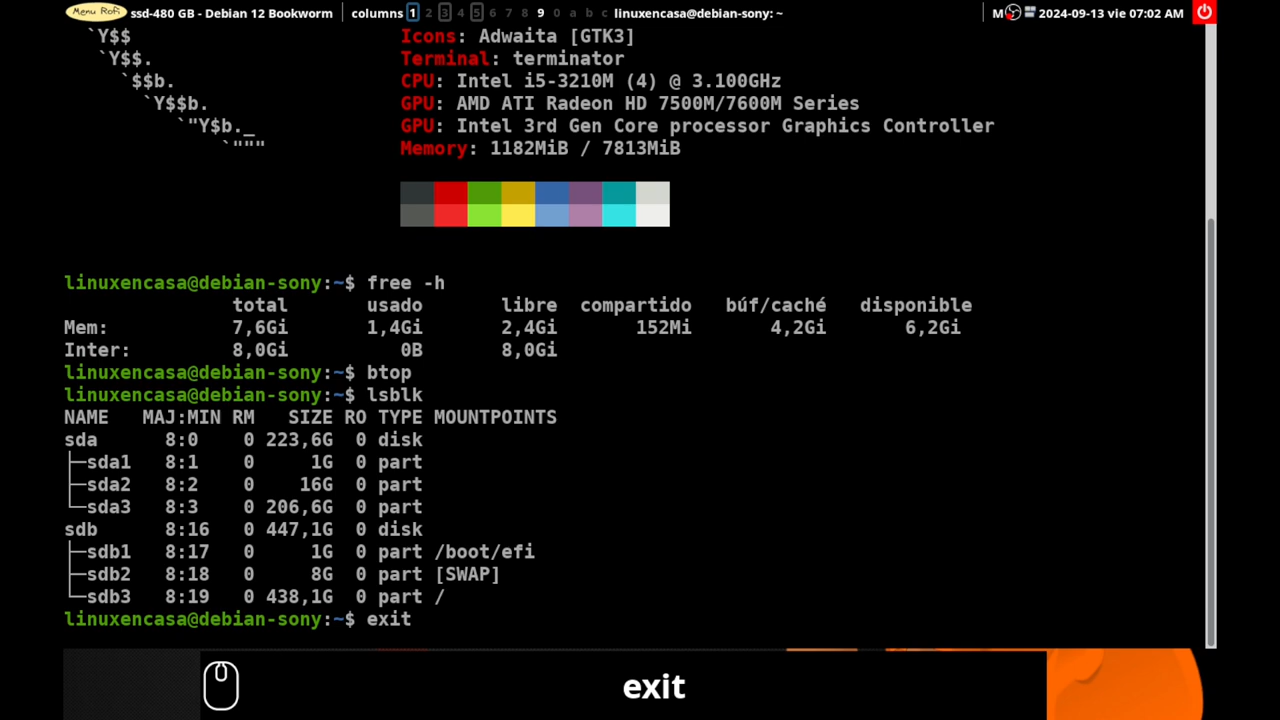 Menu Rofi ssd-480 GB - Debian 12 Bookworm columns 1 2 3 4 5 6 7 8 9 0 a b c linuxencasa@debian-sony: ~ M 2024-09-13 vie 07:02 AM
`Y$$ Icons: Adwaita [GTK3]
`Y$$. Terminal: terminator
`$$b. CPU: Intel i5-3210M (4) @ 3.100GHz
`Y$$b. GPU: AMD ATI Radeon HD 7500M/7600M Series
`"Y$b._ GPU: Intel 3rd Gen Core processor Graphics Controller
`""" Memory: 1182MiB / 7813MiB
linuxencasa@debian-sony:~$ free -h
total usado libre compartido búf/caché disponible
Mem: 7,6Gi 1,4Gi 2,4Gi 152Mi 4,2Gi 6,2Gi
Inter: 8,0Gi 0B 8,0Gi
linuxencasa@debian-sony:~$ btop
linuxencasa@debian-sony:~$ lsblk
NAME MAJ:MIN RM SIZE RO TYPE MOUNTPOINTS
sda 8:0 0 223,6G 0 disk
├─sda1 8:1 0 1G 0 part
├─sda2 8:2 0 16G 0 part
└─sda3 8:3 0 206,6G 0 part
sdb 8:16 0 447,1G 0 disk
├─sdb1 8:17 0 1G 0 part /boot/efi
├─sdb2 8:18 0 8G 0 part [SWAP]
└─sdb3 8:19 0 438,1G 0 part /
linuxencasa@debian-sony:~$ exit
exit